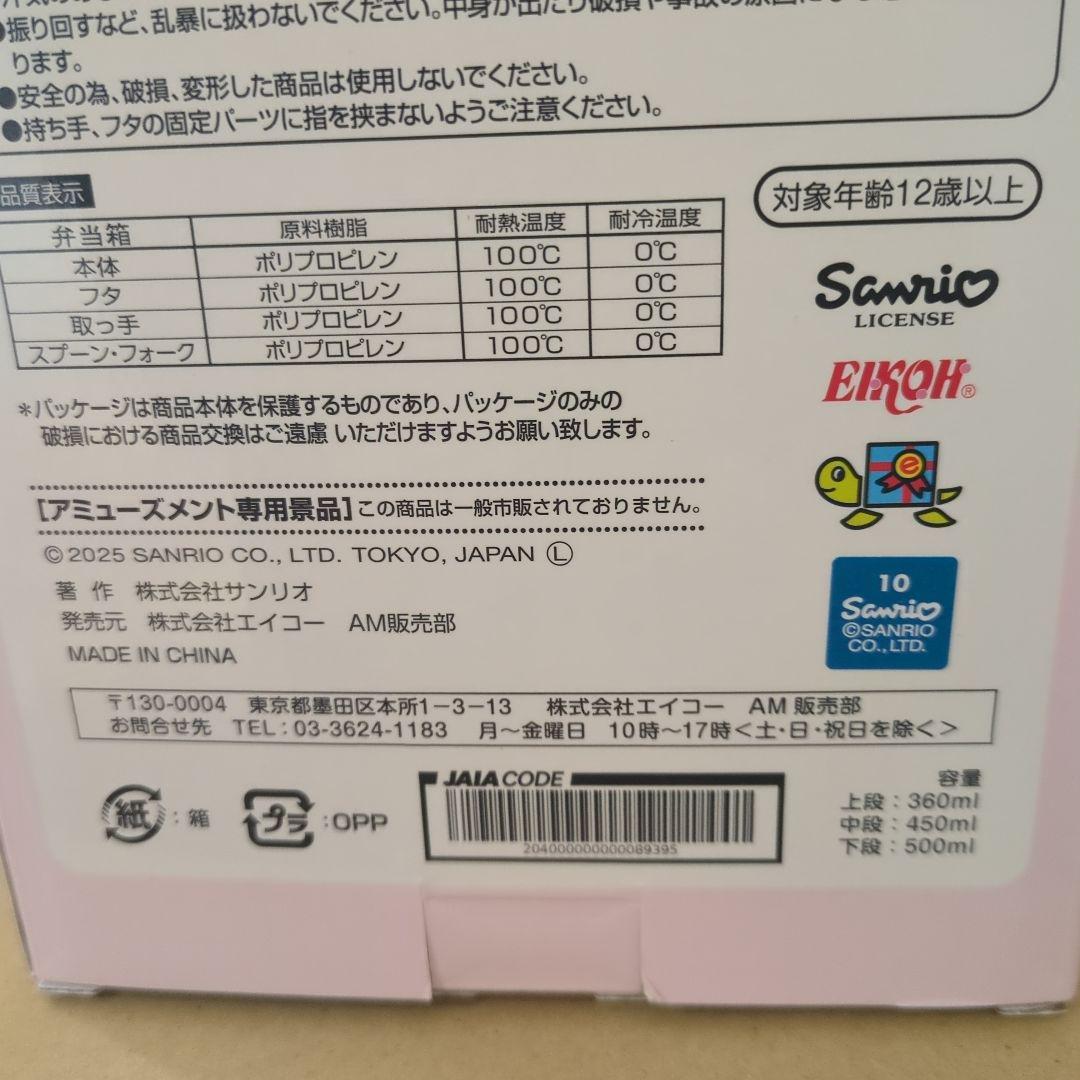 ●振り回すなど、乱暴に扱わないでください。中身が出たり破損や事故の原因に
ります。
●安全の為、破損、変形した商品は使用しないでください。
●持ち手、フタの固定パーツに指を挟まないようご注意ください。
品質表示
対象年齢12歳以上
弁当箱 原料樹脂 耐熱温度 耐冷温度
本体 ポリプロピレン 100℃ 0℃
フタ ポリプロピレン 100℃ 0℃
取っ手 ポリプロピレン 100℃ 0℃
スプーン・フォーク ポリプロピレン 100℃ 0℃
Sanrio
LICENSE
EIKOH®
e
*パッケージは商品本体を保護するものであり、パッケージのみの
破損における商品交換はご遠慮 いただけますようお願い致します。
[アミューズメント専用景品]この商品は一般市販されておりません。
©2025 SANRIO CO., LTD. TOKYO, JAPAN Ⓛ
著 作 株式会社サンリオ
発売元 株式会社エイコー AM販売部
MADE IN CHINA
10
Sanrio
©SANRIO
CO., LTD.
〒130-0004 東京都墨田区本所1-3-13 株式会社エイコー AM 販売部
お問合せ先 TEL:03-3624-1183 月~金曜日 10時~17時<土・日・祝日を除く>
紙:箱
プラ:OPP
JAIA CODE
204000000000089395
容量
上段:360ml
中段:450ml
下段:500ml